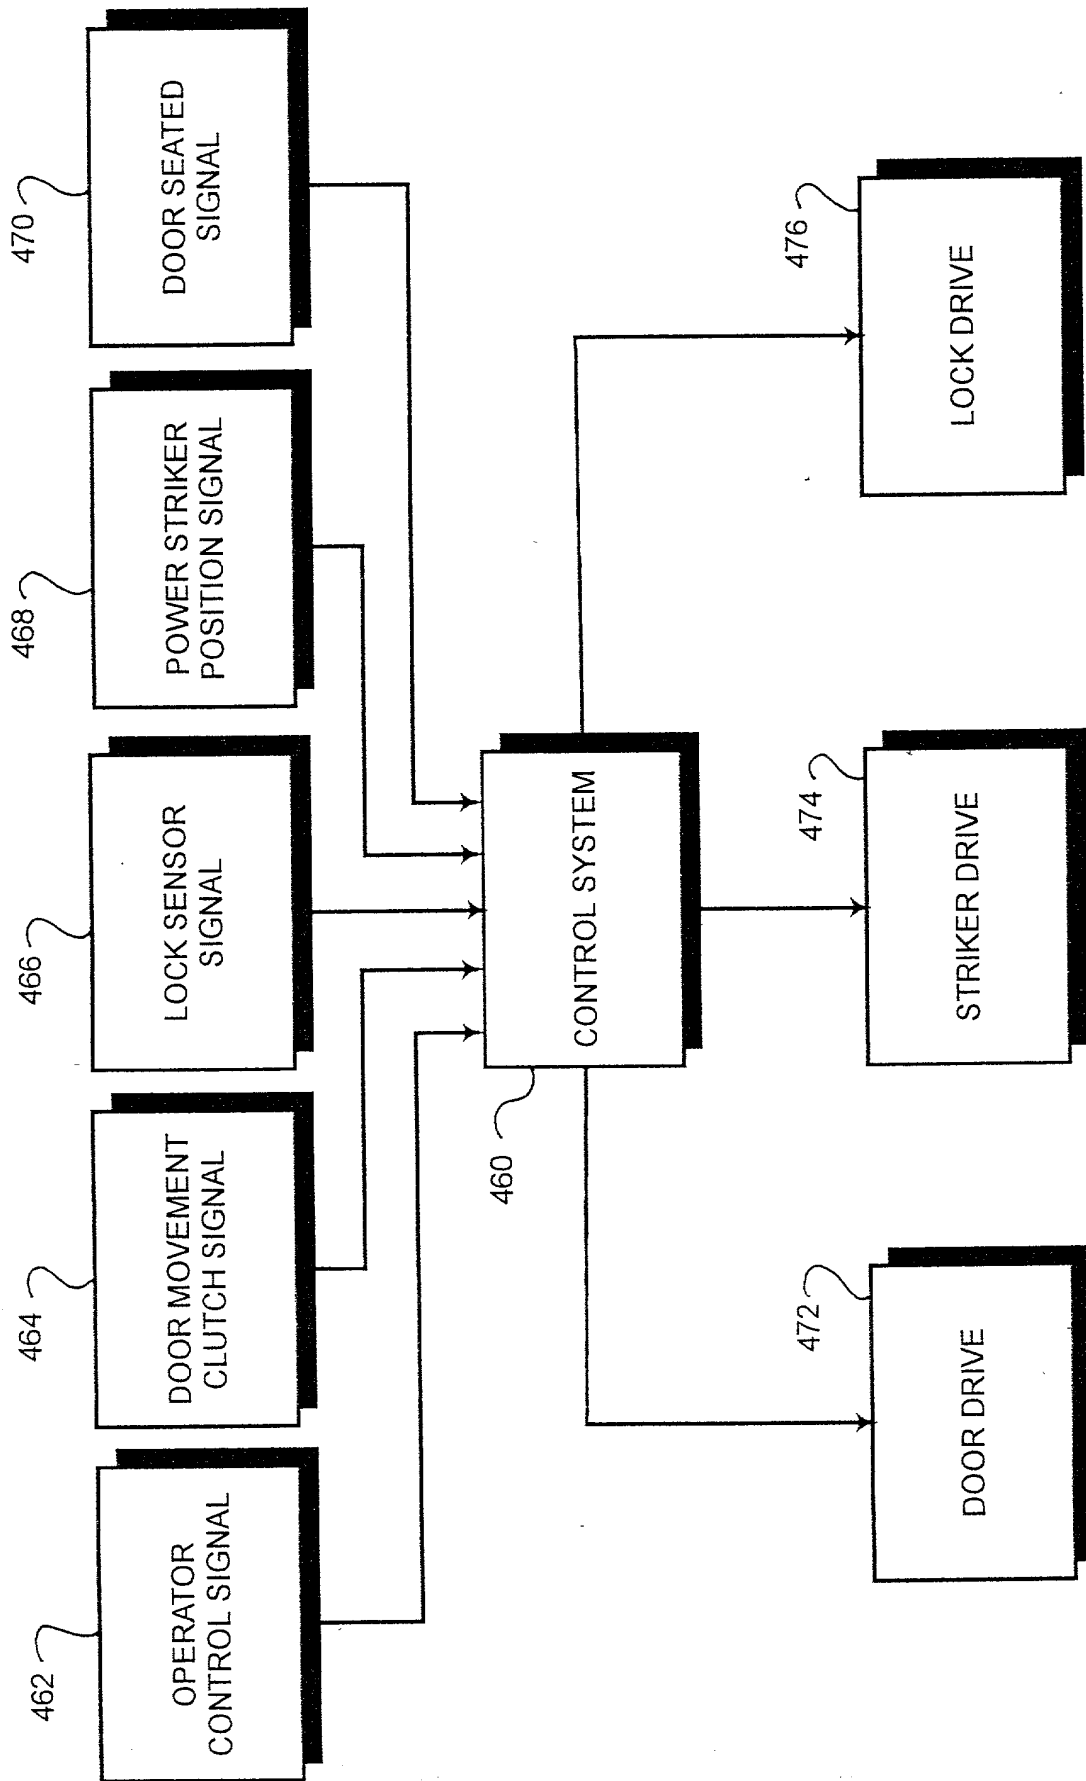 462
OPERATOR
CONTROL SIGNAL
464
DOOR MOVEMENT
CLUTCH SIGNAL
466
LOCK SENSOR
SIGNAL
468
POWER STRIKER
POSITION SIGNAL
470
DOOR SEATED
SIGNAL
460
CONTROL SYSTEM
472
DOOR DRIVE
474
STRIKER DRIVE
476
LOCK DRIVE